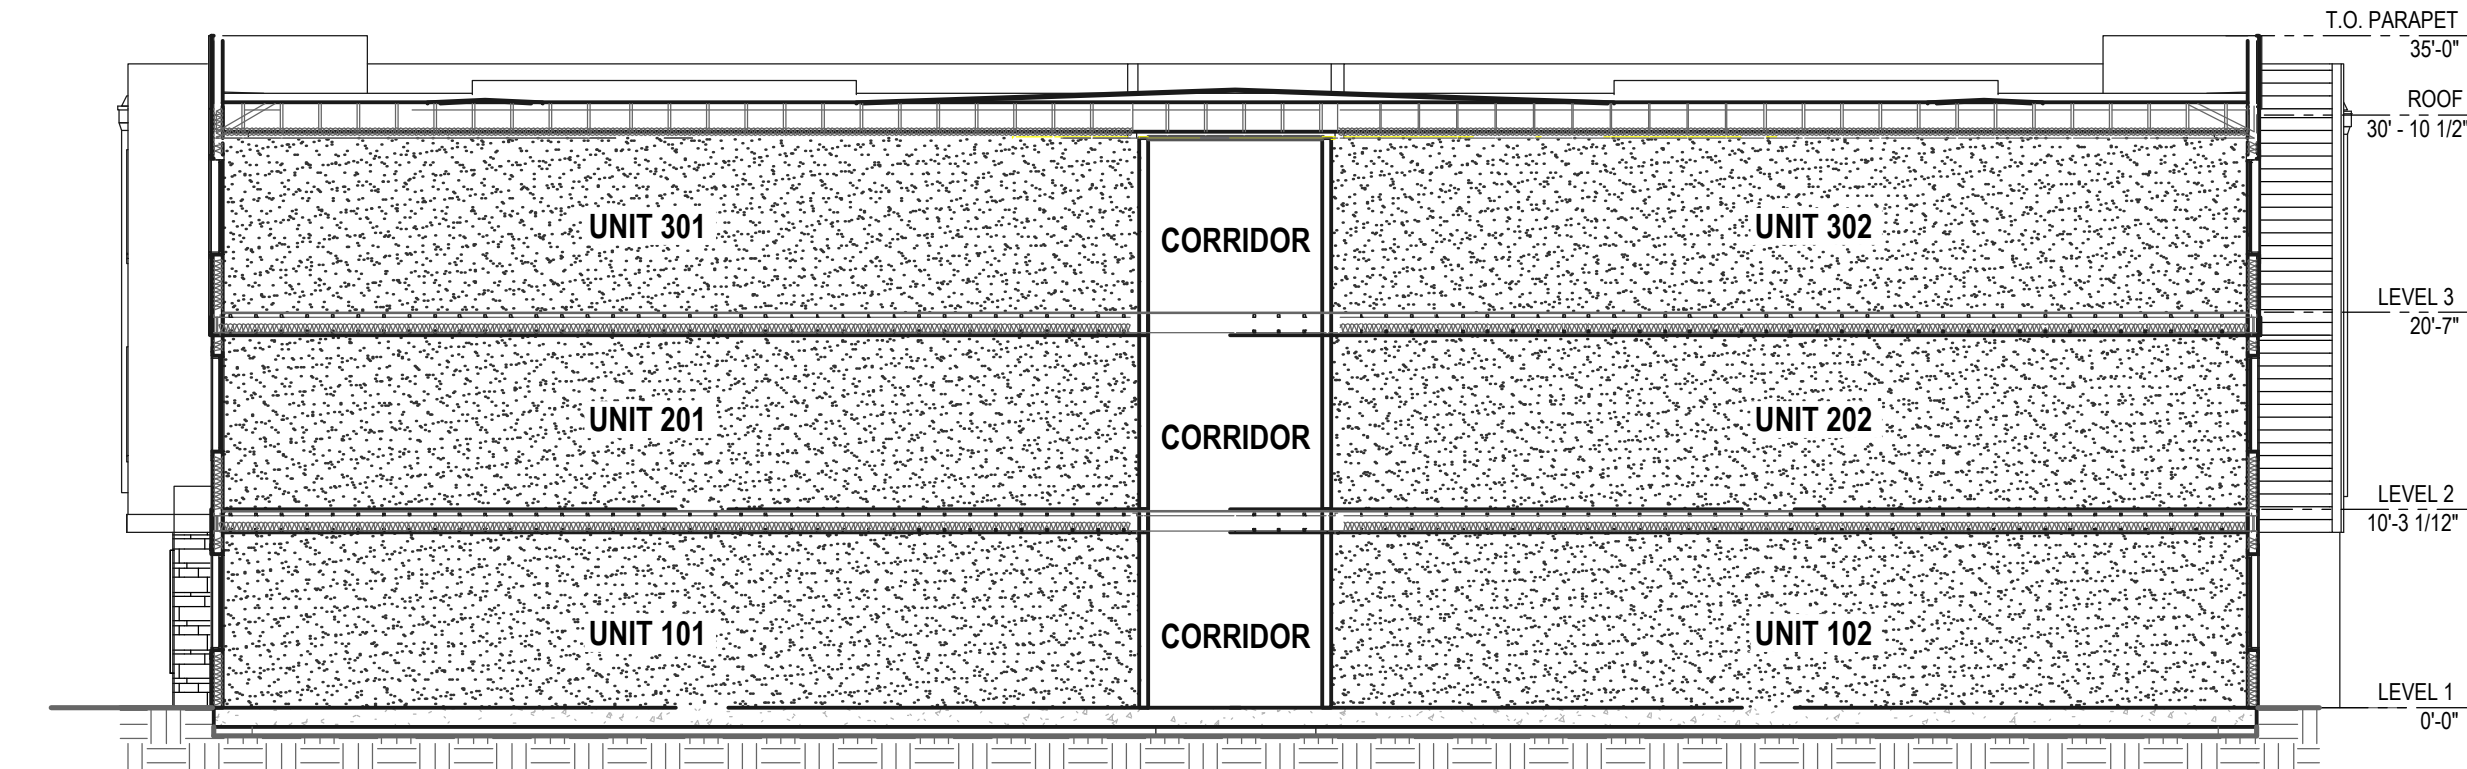 T.O. PARAPET
35'-0"
ROOF
30' - 10 1/2"
UNIT 301
CORRIDOR
UNIT 302
LEVEL 3
20'-7"
UNIT 201
CORRIDOR
UNIT 202
LEVEL 2
10'-3 1/12"
UNIT 101
CORRIDOR
UNIT 102
LEVEL 1
0'-0"